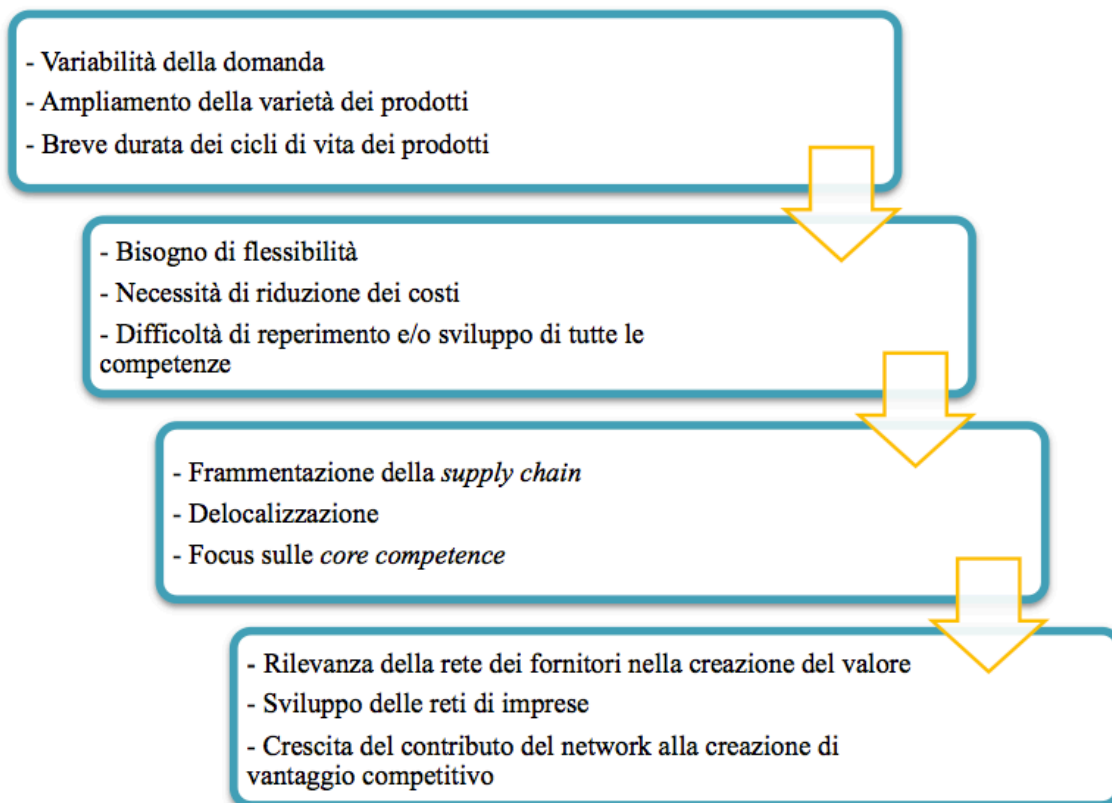 - Variabilità della domanda
- Ampliamento della varietà dei prodotti
- Breve durata dei cicli di vita dei prodotti
- Bisogno di flessibilità
- Necessità di riduzione dei costi
- Difficoltà di reperimento e/o sviluppo di tutte le
competenze
- Frammentazione della supply chain
- Delocalizzazione
- Focus sulle core competence
- Rilevanza della rete dei fornitori nella creazione del valore
- Sviluppo delle reti di imprese
- Crescita del contributo del network alla creazione di
vantaggio competitivo